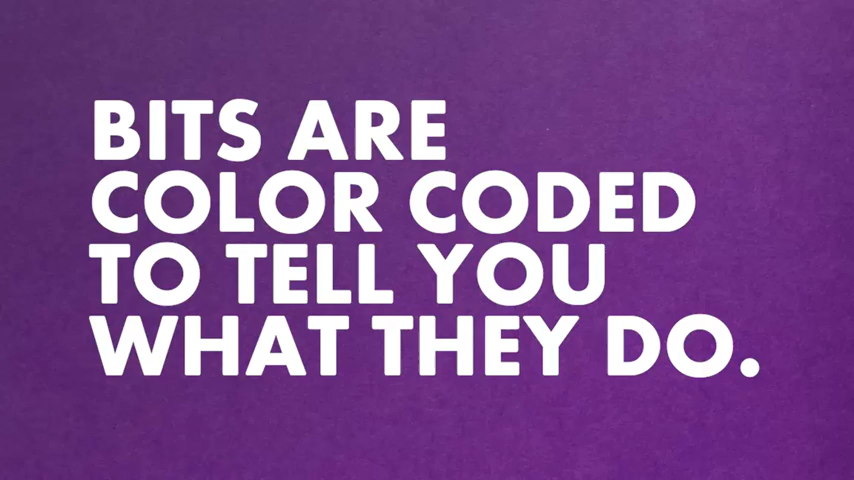 BITS ARE
COLOR CODED
TO TELL YOU
WHAT THEY DO.